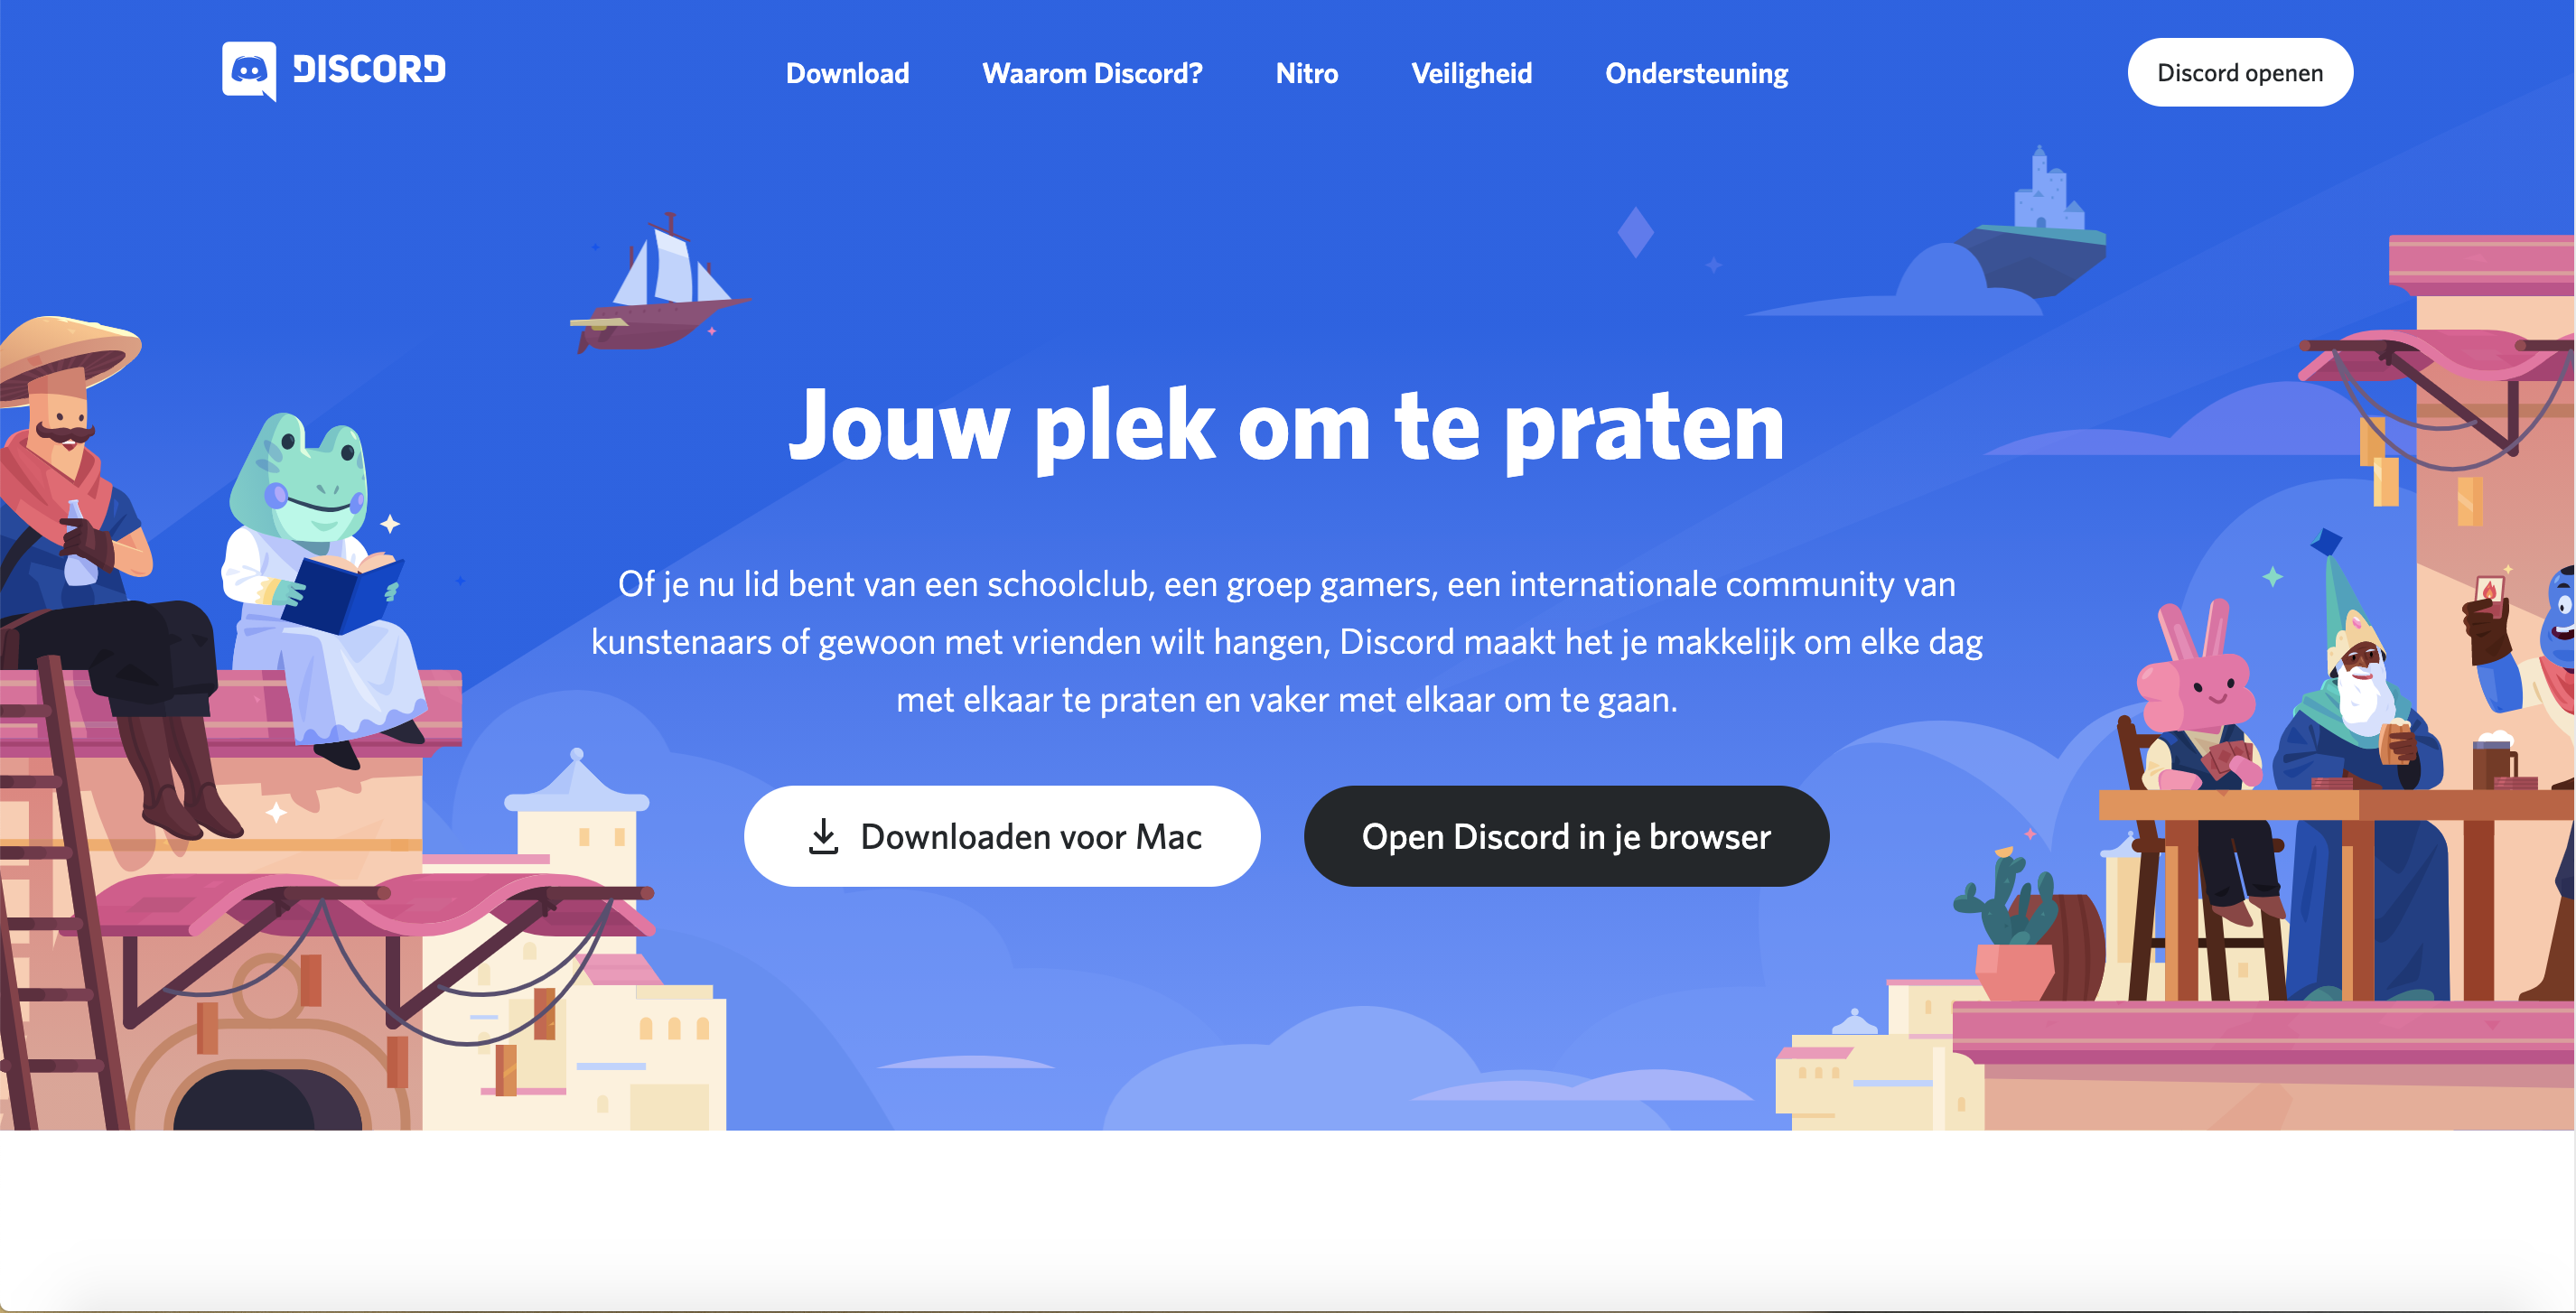 DISCORD
Download
Waarom Discord?
Nitro
Veiligheid
Ondersteuning
Discord openen
Jouw plek om te praten
Of je nu lid bent van een schoolclub, een groep gamers, een internationale community van
kunstenaars of gewoon met vrienden wilt hangen, Discord maakt het je makkelijk om elke dag
met elkaar te praten en vaker met elkaar om te gaan.
Downloaden voor Mac
Open Discord in je browser